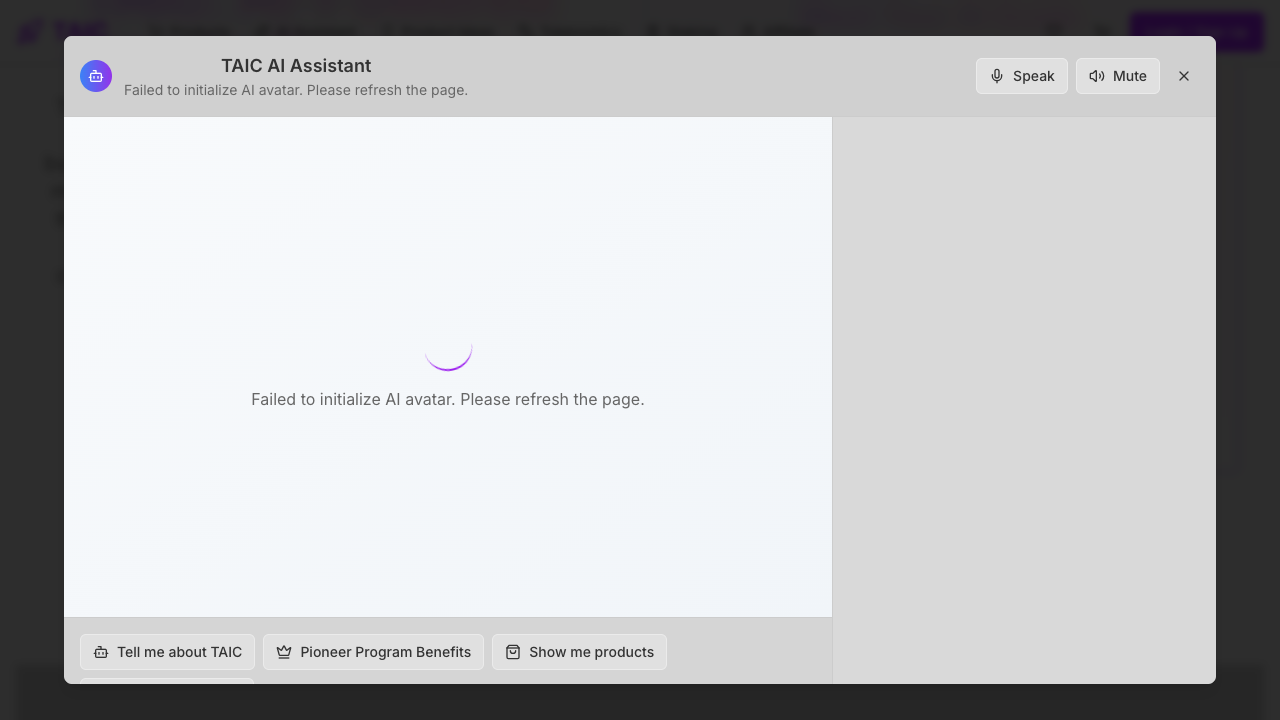 TAIC AI Assistant
Failed to initialize AI avatar. Please refresh the page.
Speak
Mute
Failed to initialize AI avatar. Please refresh the page.
Tell me about TAIC
Pioneer Program Benefits
Show me products